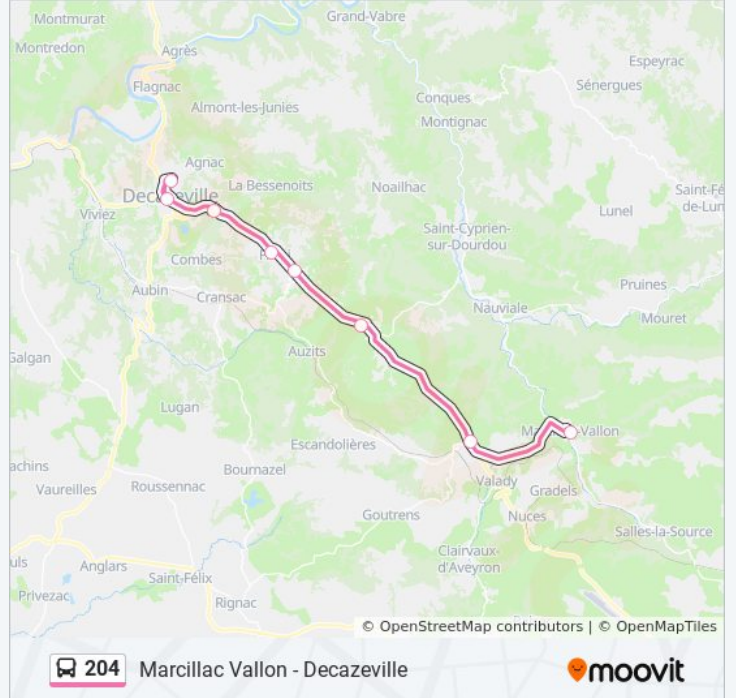 Montmurat
Grand-Vabre
Montredon
Agrès
Espeyrac
Flagnac
Sénergues
Almont-les-Junies
Conques
Montignac
Agnac
La Bessenoits
Noailhac
Saint-Fé
de-Lun
Viviez
Lunel
Saint-Cyprien-
sur-Dourdou
Combes
Pruines
Aubin
Cransac
Nauviale
Mouret
Galgan
Auzits
Lugan
Escandolières
achins
Bournazel
Vaureilles
Roussennac
Valady
Gradels
Goutrens
Nuces
Salles-la-Source
uls
Anglars
Clairvaux-
d'Aveyron
Saint Félix
Privezac
Rignac
© OpenStreetMap contributors | © OpenMapTiles
204 Marcillac Vallon - Decazeville
moovit